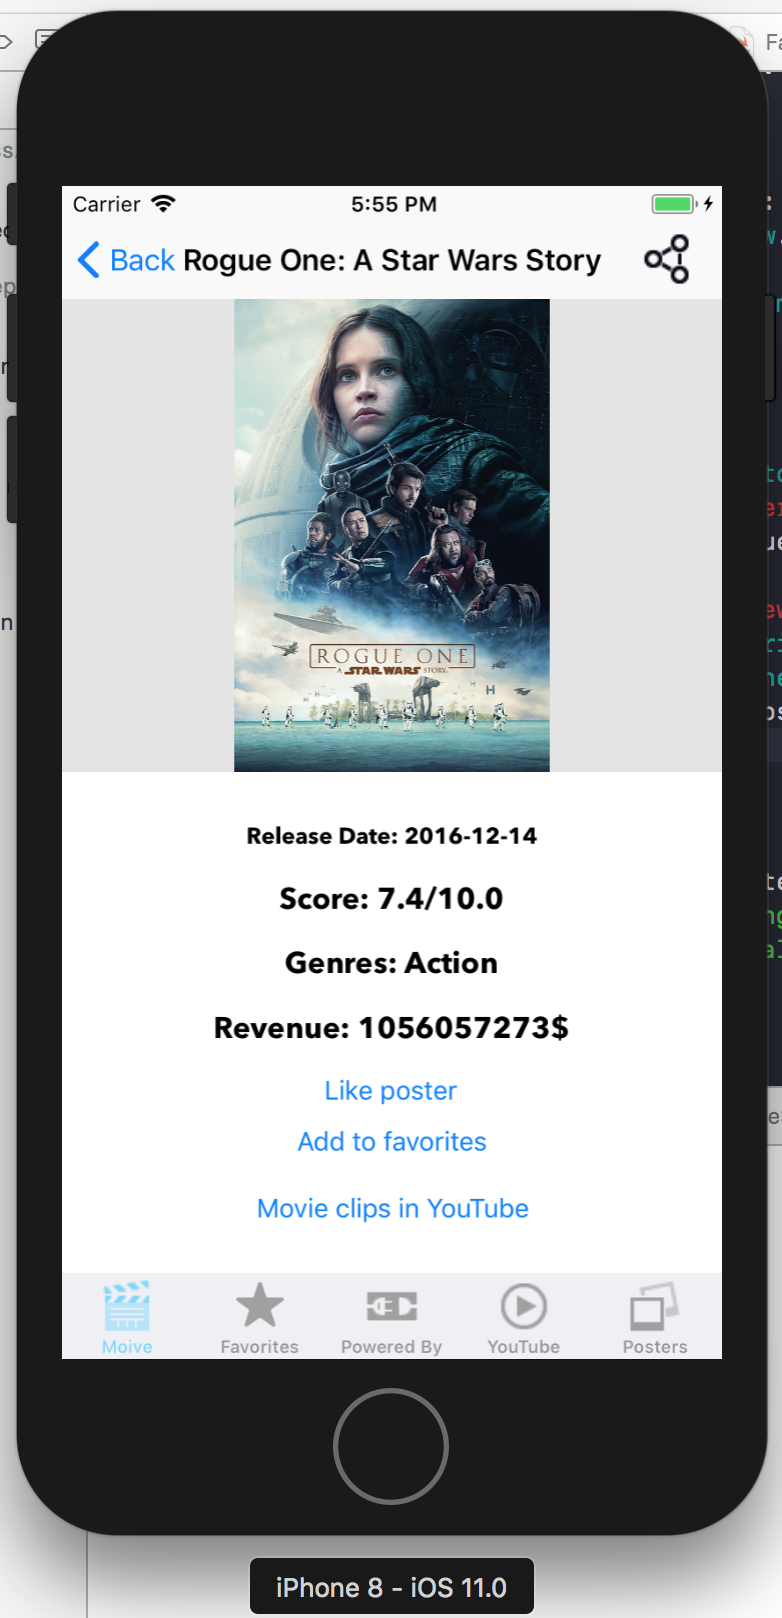 Carrier 5:55 PM
Back Rogue One: A Star Wars Story
ROGUE ONE
A STAR WARS STORY
Release Date: 2016-12-14
Score: 7.4/10.0
Genres: Action
Revenue: 1056057273$
Like poster
Add to favorites
Movie clips in YouTube
Moive Favorites Powered By YouTube Posters
iPhone 8 - iOS 11.0